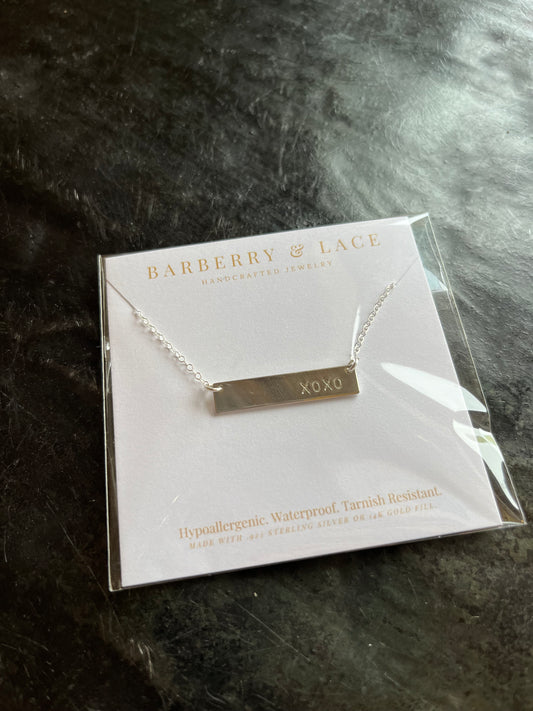 BARBERRY & LACE
HANDCRAFTED JEWELRY
XOXO
Hypoallergenic. Waterproof. Tarnish Resistant.
MADE WITH .925 STERLING SILVER OR 14K GOLD FILL.